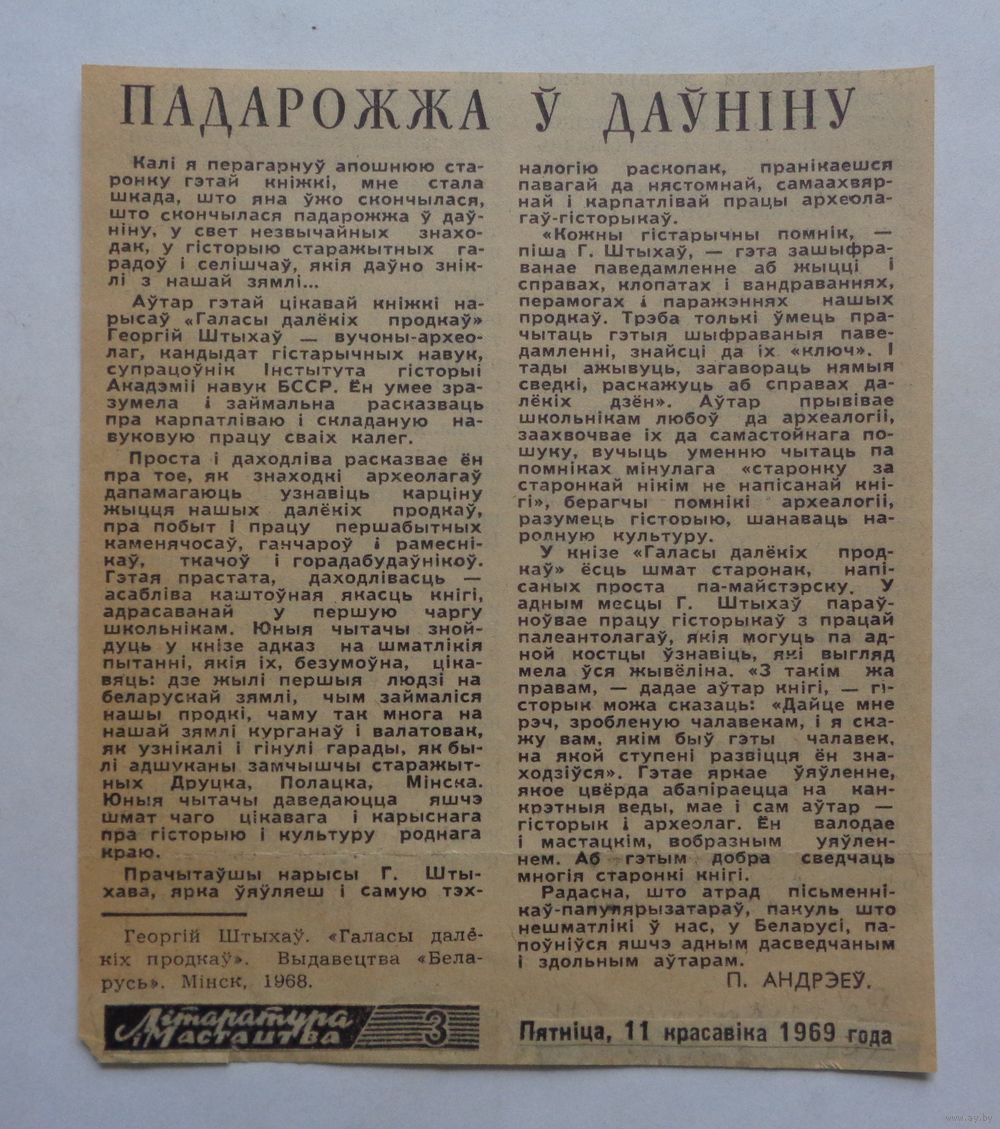 ПАДАРОЖЖА Ў ДАЎНІНУ
Калі я перагарнуў апошнюю ста-
ронку гэтай кніжкі, мне стала
шкада, што яна ўжо скончылася,
што скончылася падарожжа ў даў-
ніну, у свет незвычайных знахо-
дак, у гісторыю старажытных га-
радоў і селішчаў, якія даўно знік-
лі з нашай зямлі...
Аўтар гэтай цікавай кніжкі на-
рысаў «Галасы далёкіх продкаў»
Георгій Штыхаў — вучоны-архео-
лаг, кандыдат гістарычных навук,
супрацоўнік Інстытута гісторыі
Акадэміі навук БССР. Ён умее зра-
зумела і займальна расказваць
пра карпатліваю і складаную на-
вуковую працу сваіх калег.
Проста і даходліва расказвае ён
пра тое, як знаходкі археолагаў
дапамагаюць узнавіць карціну
жыцця нашых далёкіх продкаў,
пра побыт і працу першабытных
каменячосаў, ганчароў і рамесні-
каў, ткачоў і горадабудаўнікоў.
Гэтая прастата, даходлівасць —
асабліва каштоўная якасць кнігі,
адрасаванай у першую чаргу
школьнікам. Юныя чытачы зной-
дуць у кнізе адказ на шматлікія
пытанні, якія іх, безумоўна, ціка-
вяць: дзе жылі першыя людзі на
беларускай зямлі, чым займаліся
нашы продкі, чаму так многа на
нашай зямлі курганаў і валатовак,
як узнікалі і гінулі гарады, як бы-
лі адшуканы замчышчы старажыт-
ных Друцка, Полацка, Мінска.
Юныя чытачы даведаюцца яшчэ
шмат чаго цікавага і карыснага
пра гісторыю і культуру роднага
краю.
Прачытаўшы нарысы Г. Шты-
хава, ярка ўяўляеш і самую тэх-
налогію раскопак, пранікаешся
павагай да нястомнай, самаахвяр-
най і карпатлівай працы археола-
гаў-гісторыкаў.
«Кожны гістарычны помнік, —
піша Г. Штыхаў, — гэта зашыфра-
ванае паведамленне аб жыцці і
справах, клопатах і вандраваннях,
перамогах і паражэннях нашых
продкаў. Трэба толькі ўмець пра-
чытаць гэтыя шыфраваныя паве-
дамленні, знайсці да іх «ключ». І
тады ажывуць, загавораць нямыя
сведкі, раскажуць аб справах да-
лёкіх дзён». Аўтар прывівае
школьнікам любоў да археалогіі,
заахвочвае іх да самастойнага по-
шуку, вучыць уменню чытаць па
помніках мінулага «старонку за
старонкай нікім не напісанай кні-
гі», берагчы помнікі археалогіі,
разумець гісторыю, шанаваць на-
родную культуру.
У кнізе «Галасы далёкіх прод-
каў» ёсць шмат старонак, напі-
саных проста па-майстэрску. У
адным месцы Г. Штыхаў параў-
ноўвае працу гісторыкаў з працай
палеантолагаў, якія могуць па ад-
ной костцы ўзнавіць, які выгляд
мела ўся жывёліна. «З такім жа
правам, — дадае аўтар кнігі, — гі-
сторык можа сказаць: «Дайце мне
рэч, зробленую чалавекам, і я ска-
жу вам, якім быў гэты чалавек,
на якой ступені развіцця ён зна-
ходзіўся». Гэтае яркае ўяўленне,
якое цвёрда абапіраецца на кан-
крэтныя веды, мае і сам аўтар —
гісторык і археолаг. Ён валодае
і мастацкім, вобразным уяўлен-
нем. Аб гэтым добра сведчаць
многія старонкі кнігі.
Радасна, што атрад пісьменні-
каў-папулярызатараў, пакуль што
нешматлікі ў нас, у Беларусі, па-
поўніўся яшчэ адным дасведчаным
і здольным аўтарам.
П. АНДРЭЕЎ.
Георгій Штыхаў. «Галасы далё-
кіх продкаў». Выдавецтва «Бела-
русь». Мінск, 1968.
Літаратура
і Мастацтва 3
Пятніца, 11 красавіка 1969 года
www.ay.by